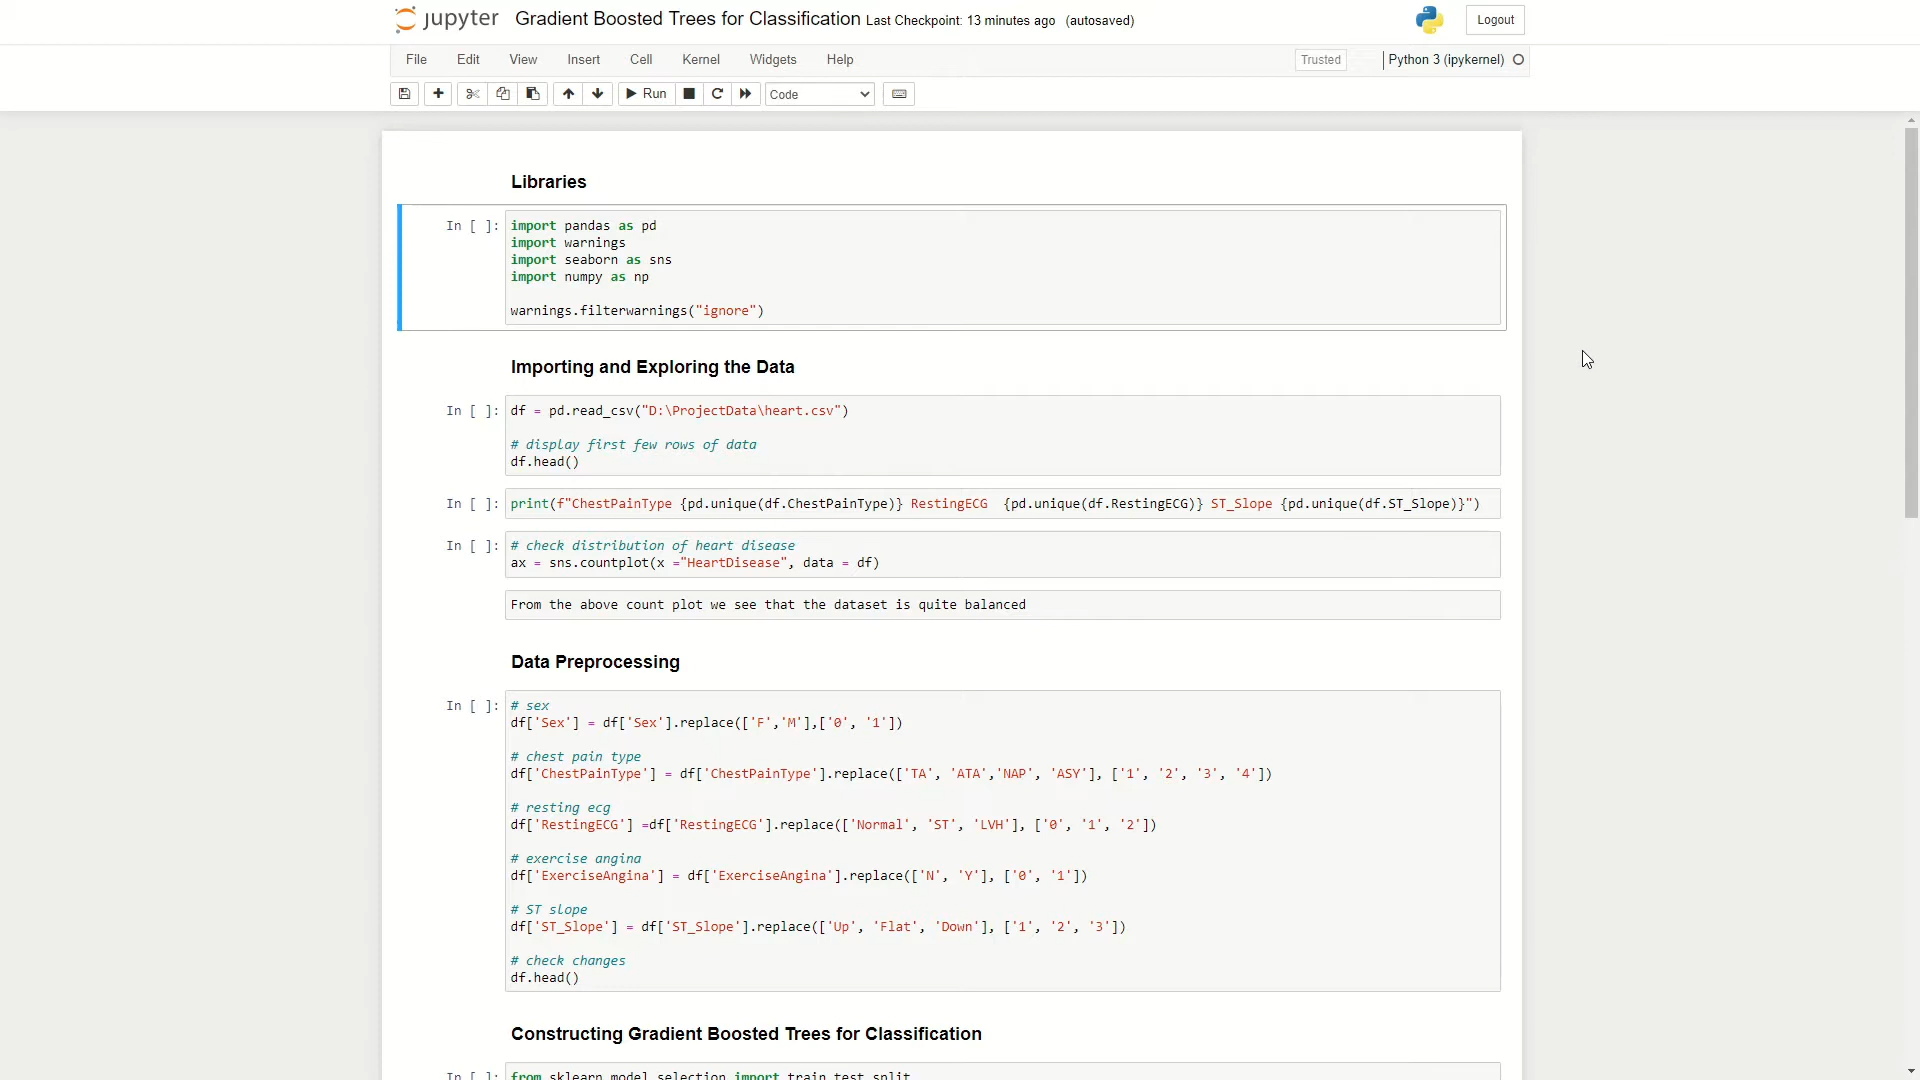 jupyter Gradient Boosted Trees for Classification Last Checkpoint: 13 minutes ago (autosaved) Logout
File Edit View Insert Cell Kernel Widgets Help Trusted Python 3 (ipykernel)
Run Code
Libraries
In [ ]: import pandas as pd
import warnings
import seaborn as sns
import numpy as np
warnings.filterwarnings("ignore")
Importing and Exploring the Data
In [ ]: df = pd.read_csv("D:\ProjectData\heart.csv")
# display first few rows of data
df.head()
In [ ]: print(f"ChestPainType {pd.unique(df.ChestPainType)} RestingECG  {pd.unique(df.RestingECG)} ST_Slope {pd.unique(df.ST_Slope)}")
In [ ]: # check distribution of heart disease
ax = sns.countplot(x ="HeartDisease", data = df)
From the above count plot we see that the dataset is quite balanced
Data Preprocessing
In [ ]: # sex
df['Sex'] = df['Sex'].replace(['F','M'],['0', '1'])
# chest pain type
df['ChestPainType'] = df['ChestPainType'].replace(['TA', 'ATA','NAP', 'ASY'], ['1', '2', '3', '4'])
# resting ecg
df['RestingECG'] =df['RestingECG'].replace(['Normal', 'ST', 'LVH'], ['0', '1', '2'])
# exercise angina
df['ExerciseAngina'] = df['ExerciseAngina'].replace(['N', 'Y'], ['0', '1'])
# ST slope
df['ST_Slope'] = df['ST_Slope'].replace(['Up', 'Flat', 'Down'], ['1', '2', '3'])
# check changes
df.head()
Constructing Gradient Boosted Trees for Classification
In [ ]: from sklearn.model_selection import train_test_split